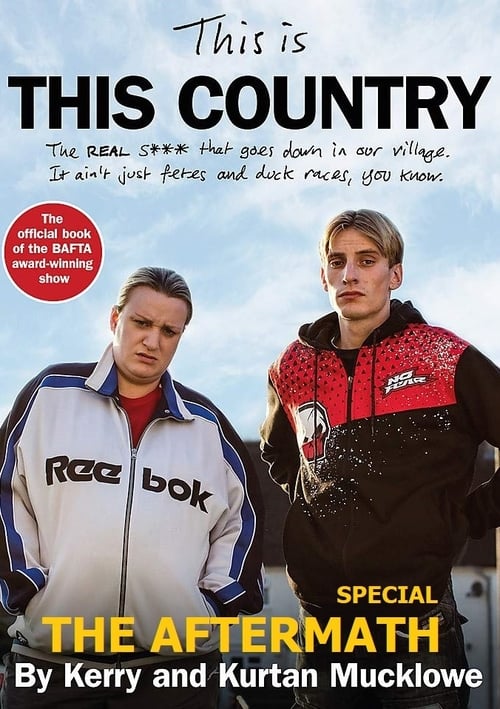 This is
THIS COUNTRY
The REAL S*** that goes down in our village.
It ain't just fetes and duck races, you know.
The
official book
of the BAFTA
award-winning
show
NO
FEAR
Reebok
SPECIAL
THE AFTERMATH
By Kerry and Kurtan Mucklowe